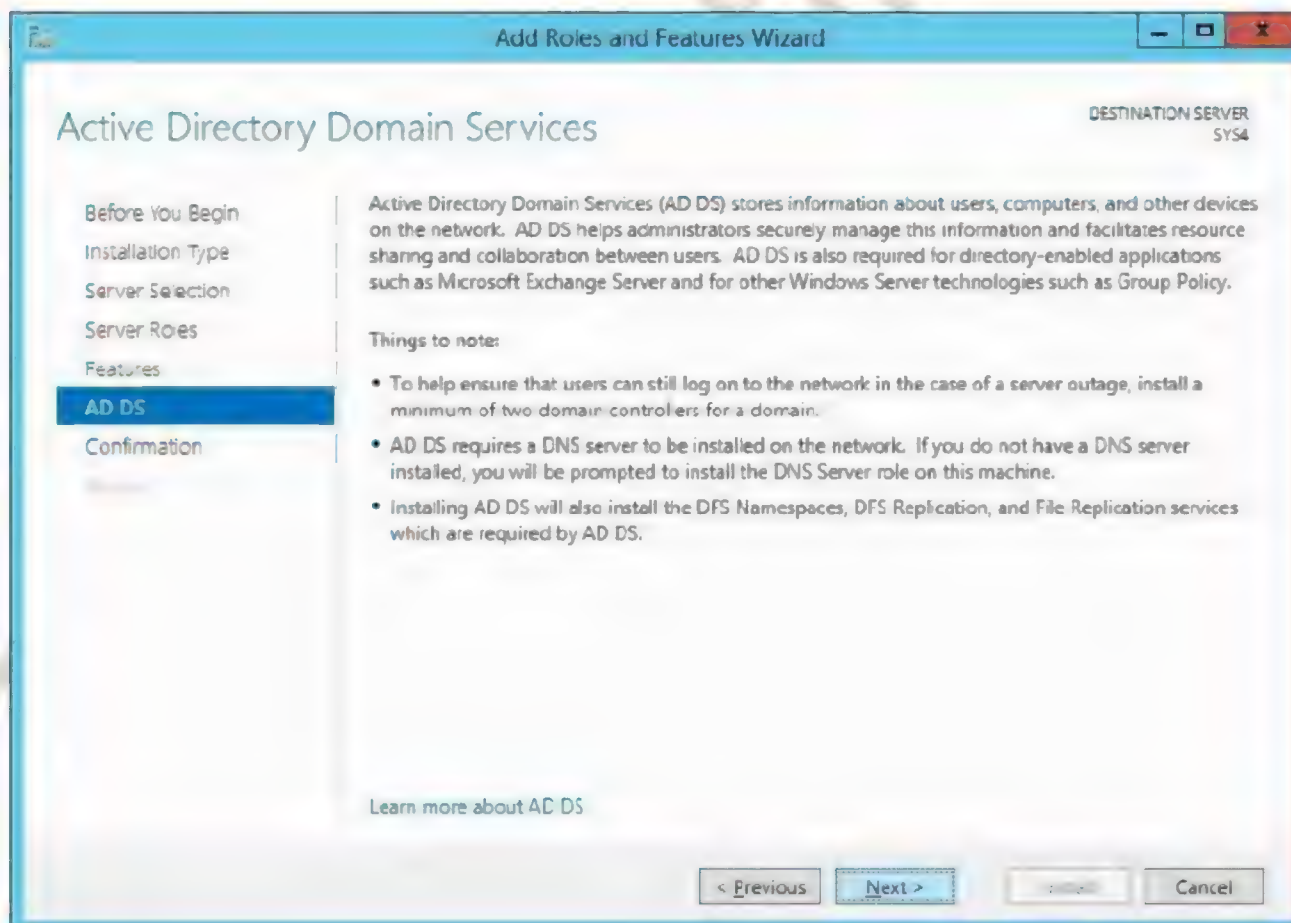 Add Roles and Features Wizard
Active Directory Domain Services
DESTINATION SERVER
SYS4
Before You Begin
Installation Type
Server Selection
Server Roles
Features
AD DS
Confirmation
Active Directory Domain Services (AD DS) stores information about users, computers, and other devices
on the network. AD DS helps administrators securely manage this information and facilitates resource
sharing and collaboration between users. AD DS is also required for directory-enabled applications
such as Microsoft Exchange Server and for other Windows Server technologies such as Group Policy.
Things to note:
• To help ensure that users can still log on to the network in the case of a server outage, install a
minimum of two domain controllers for a domain.
• AD DS requires a DNS server to be installed on the network. If you do not have a DNS server
installed, you will be prompted to install the DNS Server role on this machine.
• Installing AD DS will also install the DFS Namespaces, DFS Replication, and File Replication services
which are required by AD DS.
Learn more about AD DS
< Previous
Next >
Cancel